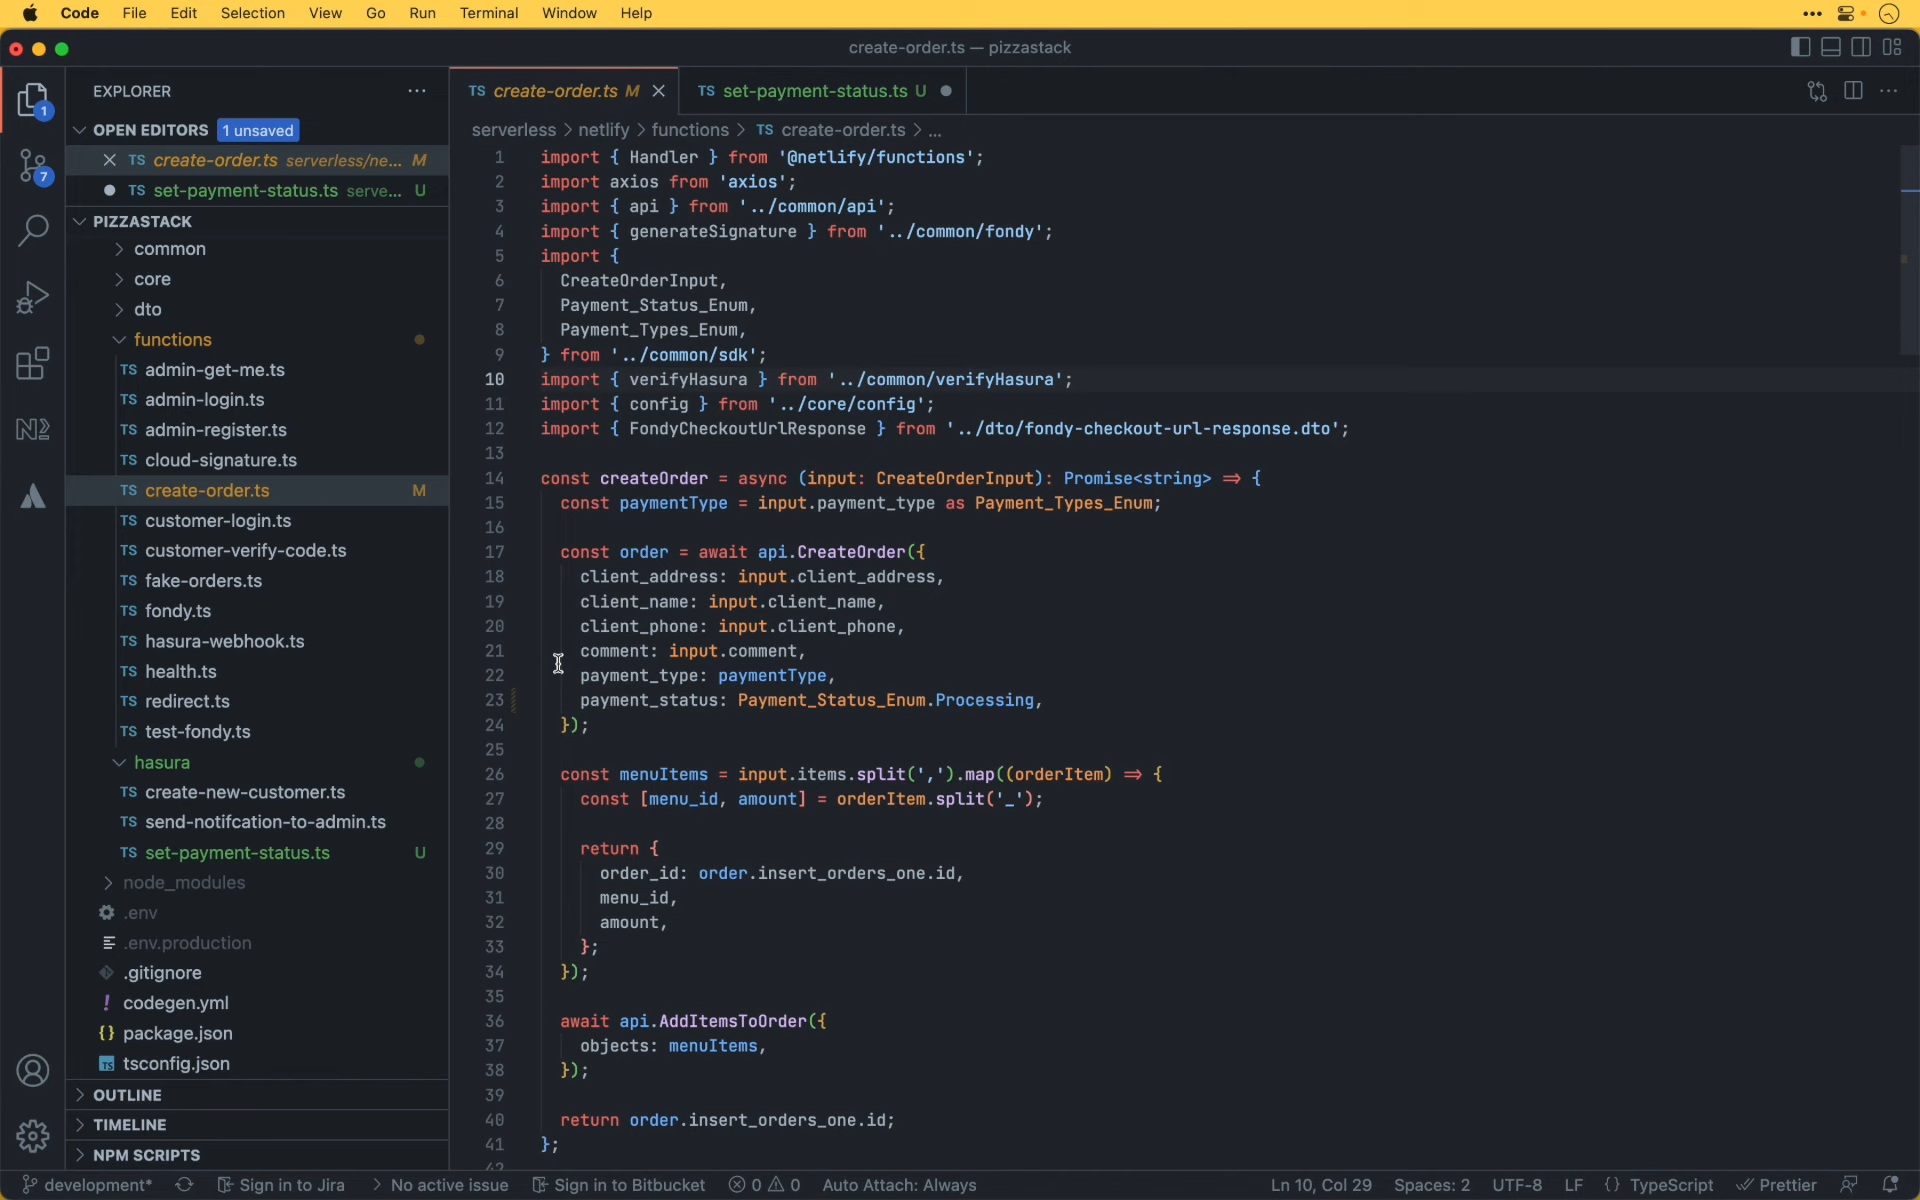 Code File Edit Selection View Go Run Terminal Window Help
create-order.ts — pizzastack
EXPLORER
OPEN EDITORS 1 unsaved
TS create-order.ts serverless/ne... M
TS set-payment-status.ts serve... U
PIZZASTACK
common
core
dto
functions
TS admin-get-me.ts
TS admin-login.ts
TS admin-register.ts
TS cloud-signature.ts
TS create-order.ts M
TS customer-login.ts
TS customer-verify-code.ts
TS fake-orders.ts
TS fondy.ts
TS hasura-webhook.ts
TS health.ts
TS redirect.ts
TS test-fondy.ts
hasura
TS create-new-customer.ts
TS send-notifcation-to-admin.ts
TS set-payment-status.ts U
node_modules
.env
.env.production
.gitignore
! codegen.yml
{} package.json
TS tsconfig.json
OUTLINE
TIMELINE
NPM SCRIPTS
1
7
TS create-order.ts M TS set-payment-status.ts U
serverless > netlify > functions > TS create-order.ts > ...
1 import { Handler } from '@netlify/functions';
2 import axios from 'axios';
3 import { api } from '../common/api';
4 import { generateSignature } from '../common/fondy';
5 import {
6 CreateOrderInput,
7 Payment_Status_Enum,
8 Payment_Types_Enum,
9 } from '../common/sdk';
10 import { verifyHasura } from '../common/verifyHasura';
11 import { config } from '../core/config';
12 import { FondyCheckoutUrlResponse } from '../dto/fondy-checkout-url-response.dto';
13
14 const createOrder = async (input: CreateOrderInput): Promise<string> => {
15 const paymentType = input.payment_type as Payment_Types_Enum;
16
17 const order = await api.CreateOrder({
18 client_address: input.client_address,
19 client_name: input.client_name,
20 client_phone: input.client_phone,
21 comment: input.comment,
22 payment_type: paymentType,
23 payment_status: Payment_Status_Enum.Processing,
24 });
25
26 const menuItems = input.items.split(',').map((orderItem) => {
27 const [menu_id, amount] = orderItem.split('_');
28
29 return {
30 order_id: order.insert_orders_one.id,
31 menu_id,
32 amount,
33 };
34 });
35
36 await api.AddItemsToOrder({
37 objects: menuItems,
38 });
39
40 return order.insert_orders_one.id;
41 };
42
development* Sign in to Jira No active issue Sign in to Bitbucket 0 0 Auto Attach: Always Ln 10, Col 29 Spaces: 2 UTF-8 LF {} TypeScript Prettier